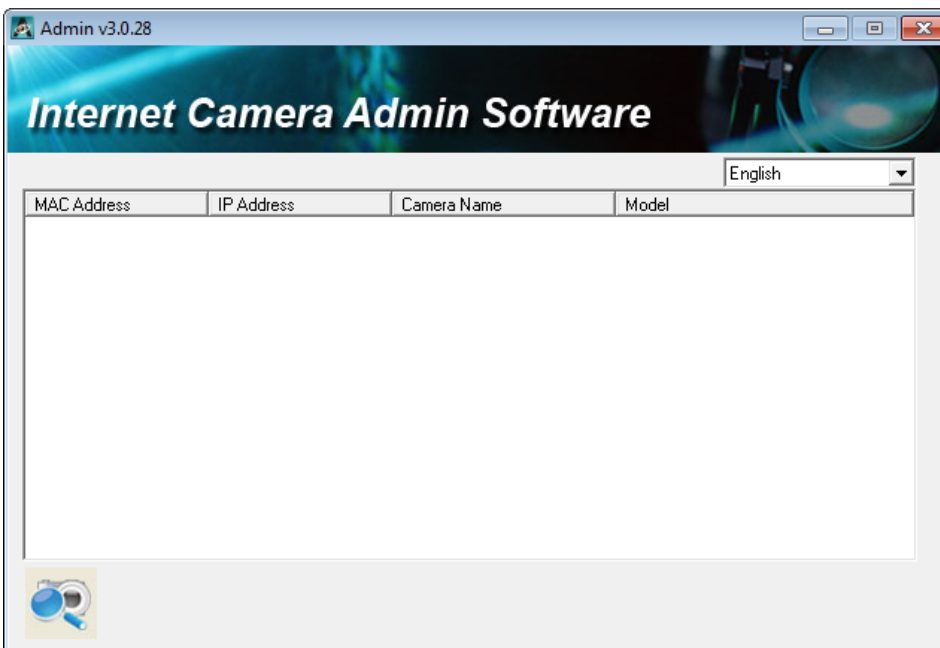 Admin v3.0.28
Internet Camera Admin Software
English
MAC Address IP Address Camera Name Model